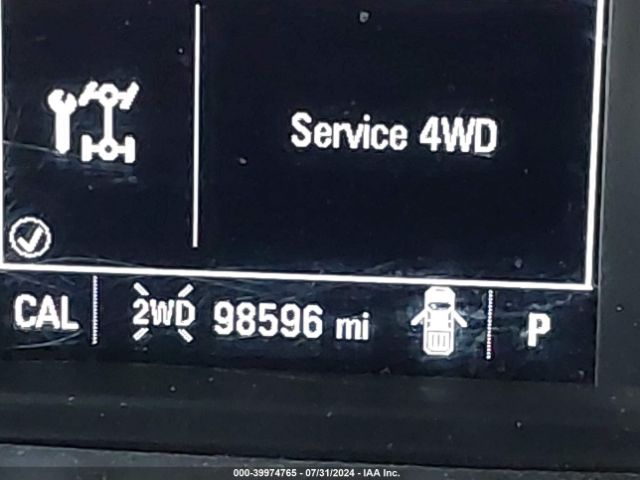 Service 4WD
CAL 2WD 98596 mi P
000-39974765 - 07/31/2024 - IAA Inc.